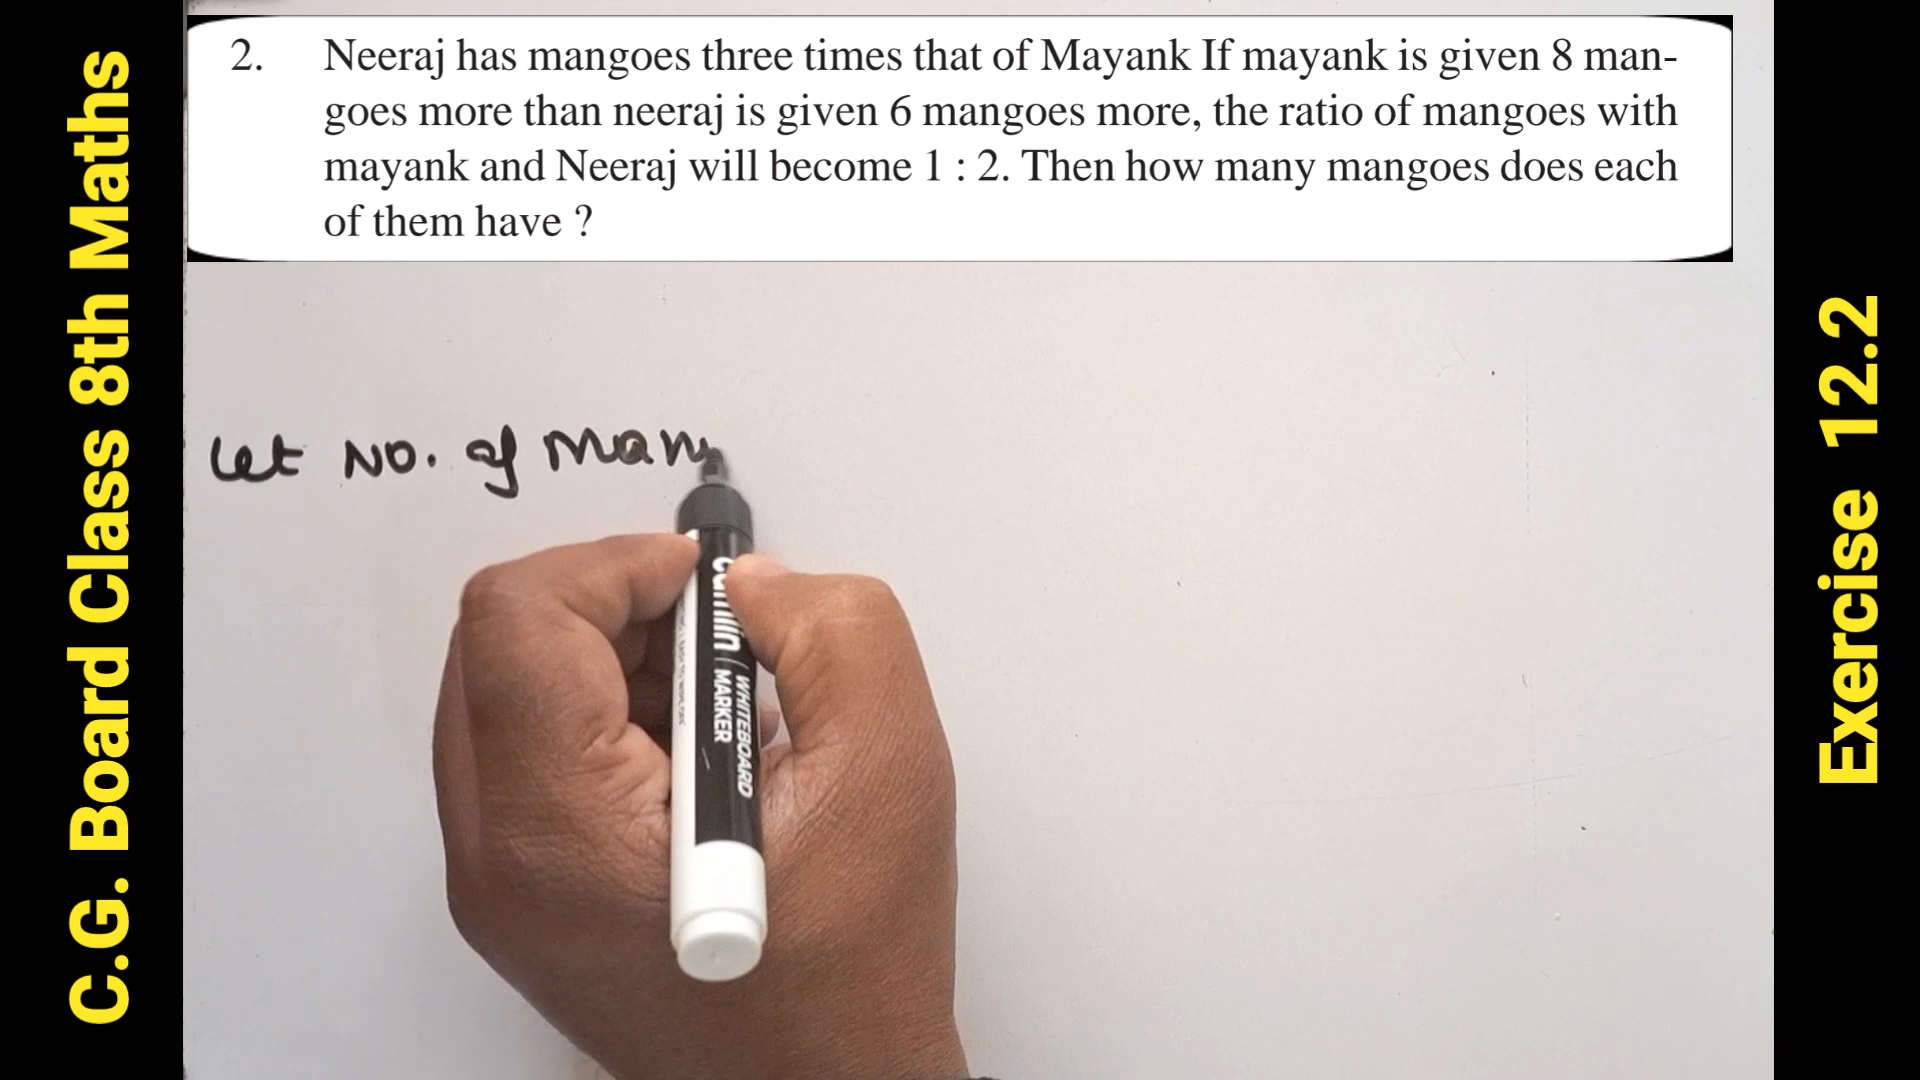 2. Neeraj has mangoes three times that of Mayank If mayank is given 8 man-
goes more than neeraj is given 6 mangoes more, the ratio of mangoes with
mayank and Neeraj will become 1 : 2. Then how many mangoes does each
of them have ?
C.G. Board Class 8th Maths
Let NO. of Man
camlin WHITEBOARD
MARKER
Exercise 12.2